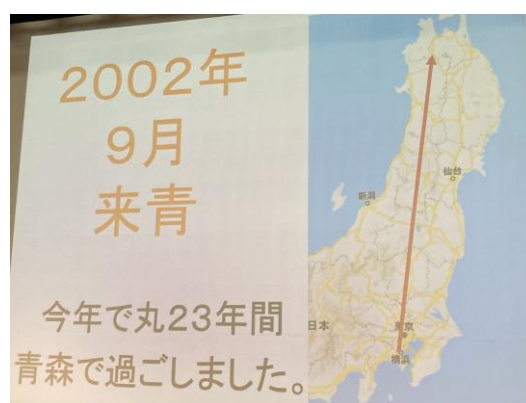 2002年
9月
来青
今年で丸23年間
青森で過ごしました。
仙台
新潟
日本
東京
横浜